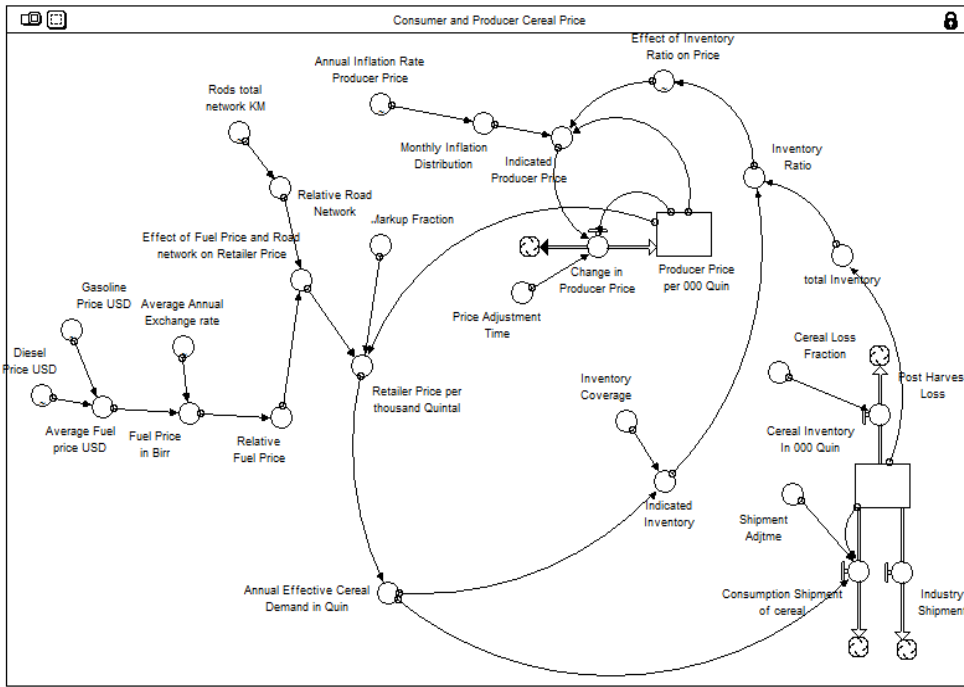 Consumer and Producer Cereal Price
Effect of Inventory
Ratio on Price
Annual Inflation Rate
Producer Price
Rods total
network KM
Monthly Inflation
Distribution
Indicated
Producer Price
Inventory
Ratio
Relative Road
Network
Markup Fraction
Effect of Fuel Price and Road
network on Retailer Price
Change in
Producer Price
Producer Price
per 000 Quin
total Inventory
Gasoline
Price USD
Average Annual
Exchange rate
Price Adjustment
Time
Cereal Loss
Fraction
Diesel
Price USD
Retailer Price per
thousand Quintal
Inventory
Coverage
Post Harvest
Loss
Average Fuel
price USD
Fuel Price
in Birr
Relative
Fuel Price
Cereal Inventory
In 000 Quin
Indicated
Inventory
Shipment
Adjtme
Annual Effective Cereal
Demand in Quin
Consumption Shipment
of cereal
Industry
Shipment